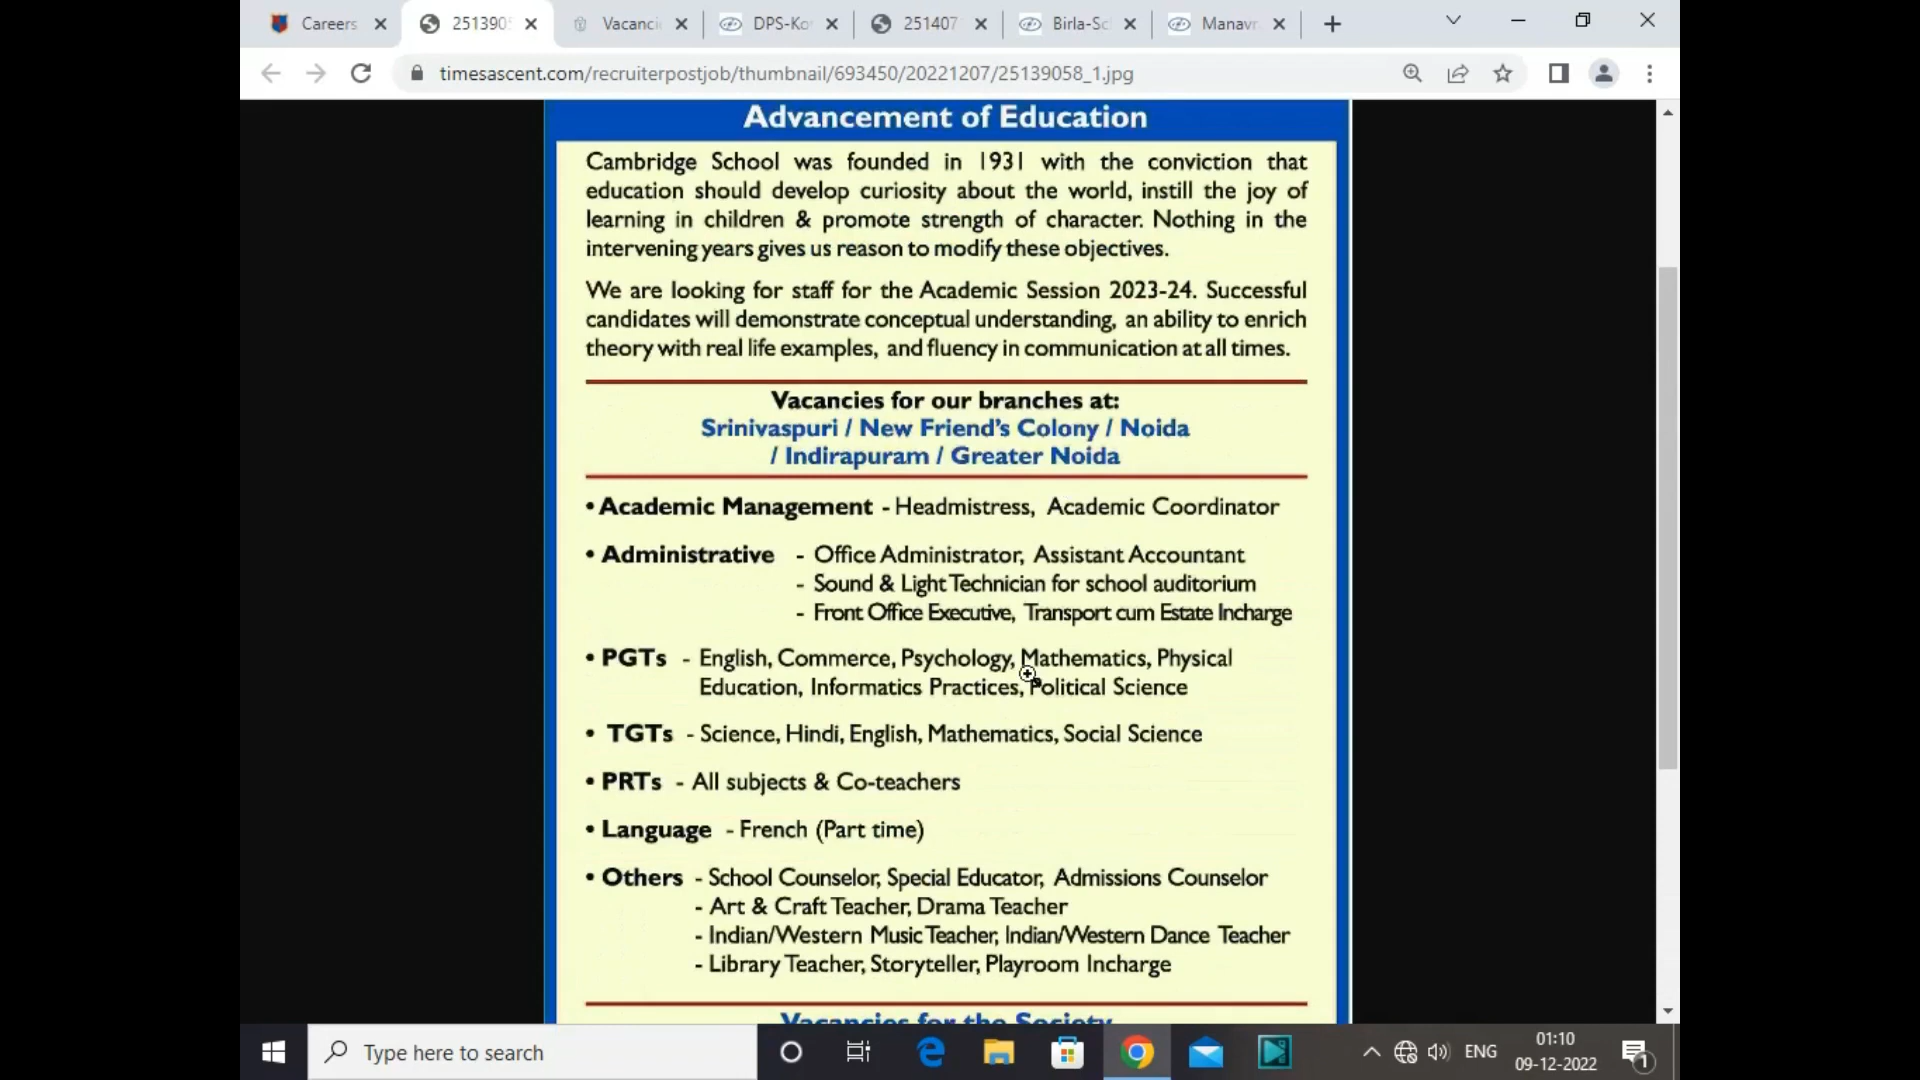 Careers
251390
Vacanci
DPS-Ko
251407
Birla-Sc
Manavr
timesascent.com/recruiterpostjob/thumbnail/693450/20221207/25139058_1.jpg
Advancement of Education
Cambridge School was founded in 1931 with the conviction that
education should develop curiosity about the world, instill the joy of
learning in children & promote strength of character. Nothing in the
intervening years gives us reason to modify these objectives.
We are looking for staff for the Academic Session 2023-24. Successful
candidates will demonstrate conceptual understanding, an ability to enrich
theory with real life examples, and fluency in communication at all times.
Vacancies for our branches at:
Srinivaspuri / New Friend's Colony / Noida
/ Indirapuram / Greater Noida
• Academic Management - Headmistress, Academic Coordinator
• Administrative - Office Administrator, Assistant Accountant
- Sound & Light Technician for school auditorium
- Front Office Executive, Transport cum Estate Incharge
• PGTs - English, Commerce, Psychology, Mathematics, Physical
Education, Informatics Practices, Political Science
• TGTs - Science, Hindi, English, Mathematics, Social Science
• PRTs - All subjects & Co-teachers
• Language - French (Part time)
• Others - School Counselor, Special Educator, Admissions Counselor
- Art & Craft Teacher, Drama Teacher
- Indian/Western Music Teacher, Indian/Western Dance Teacher
- Library Teacher, Storyteller, Playroom Incharge
Vacancies for the Society
Type here to search
ENG
01:10
09-12-2022
1